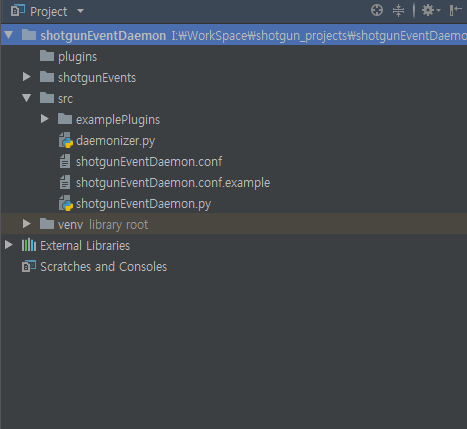 Project
shotgunEventDaemon I:₩WorkSpace₩shotgun_projects₩shotgunEventDaemo
plugins
shotgunEvents
src
examplePlugins
daemonizer.py
shotgunEventDaemon.conf
shotgunEventDaemon.conf.example
shotgunEventDaemon.py
venv library root
External Libraries
Scratches and Consoles